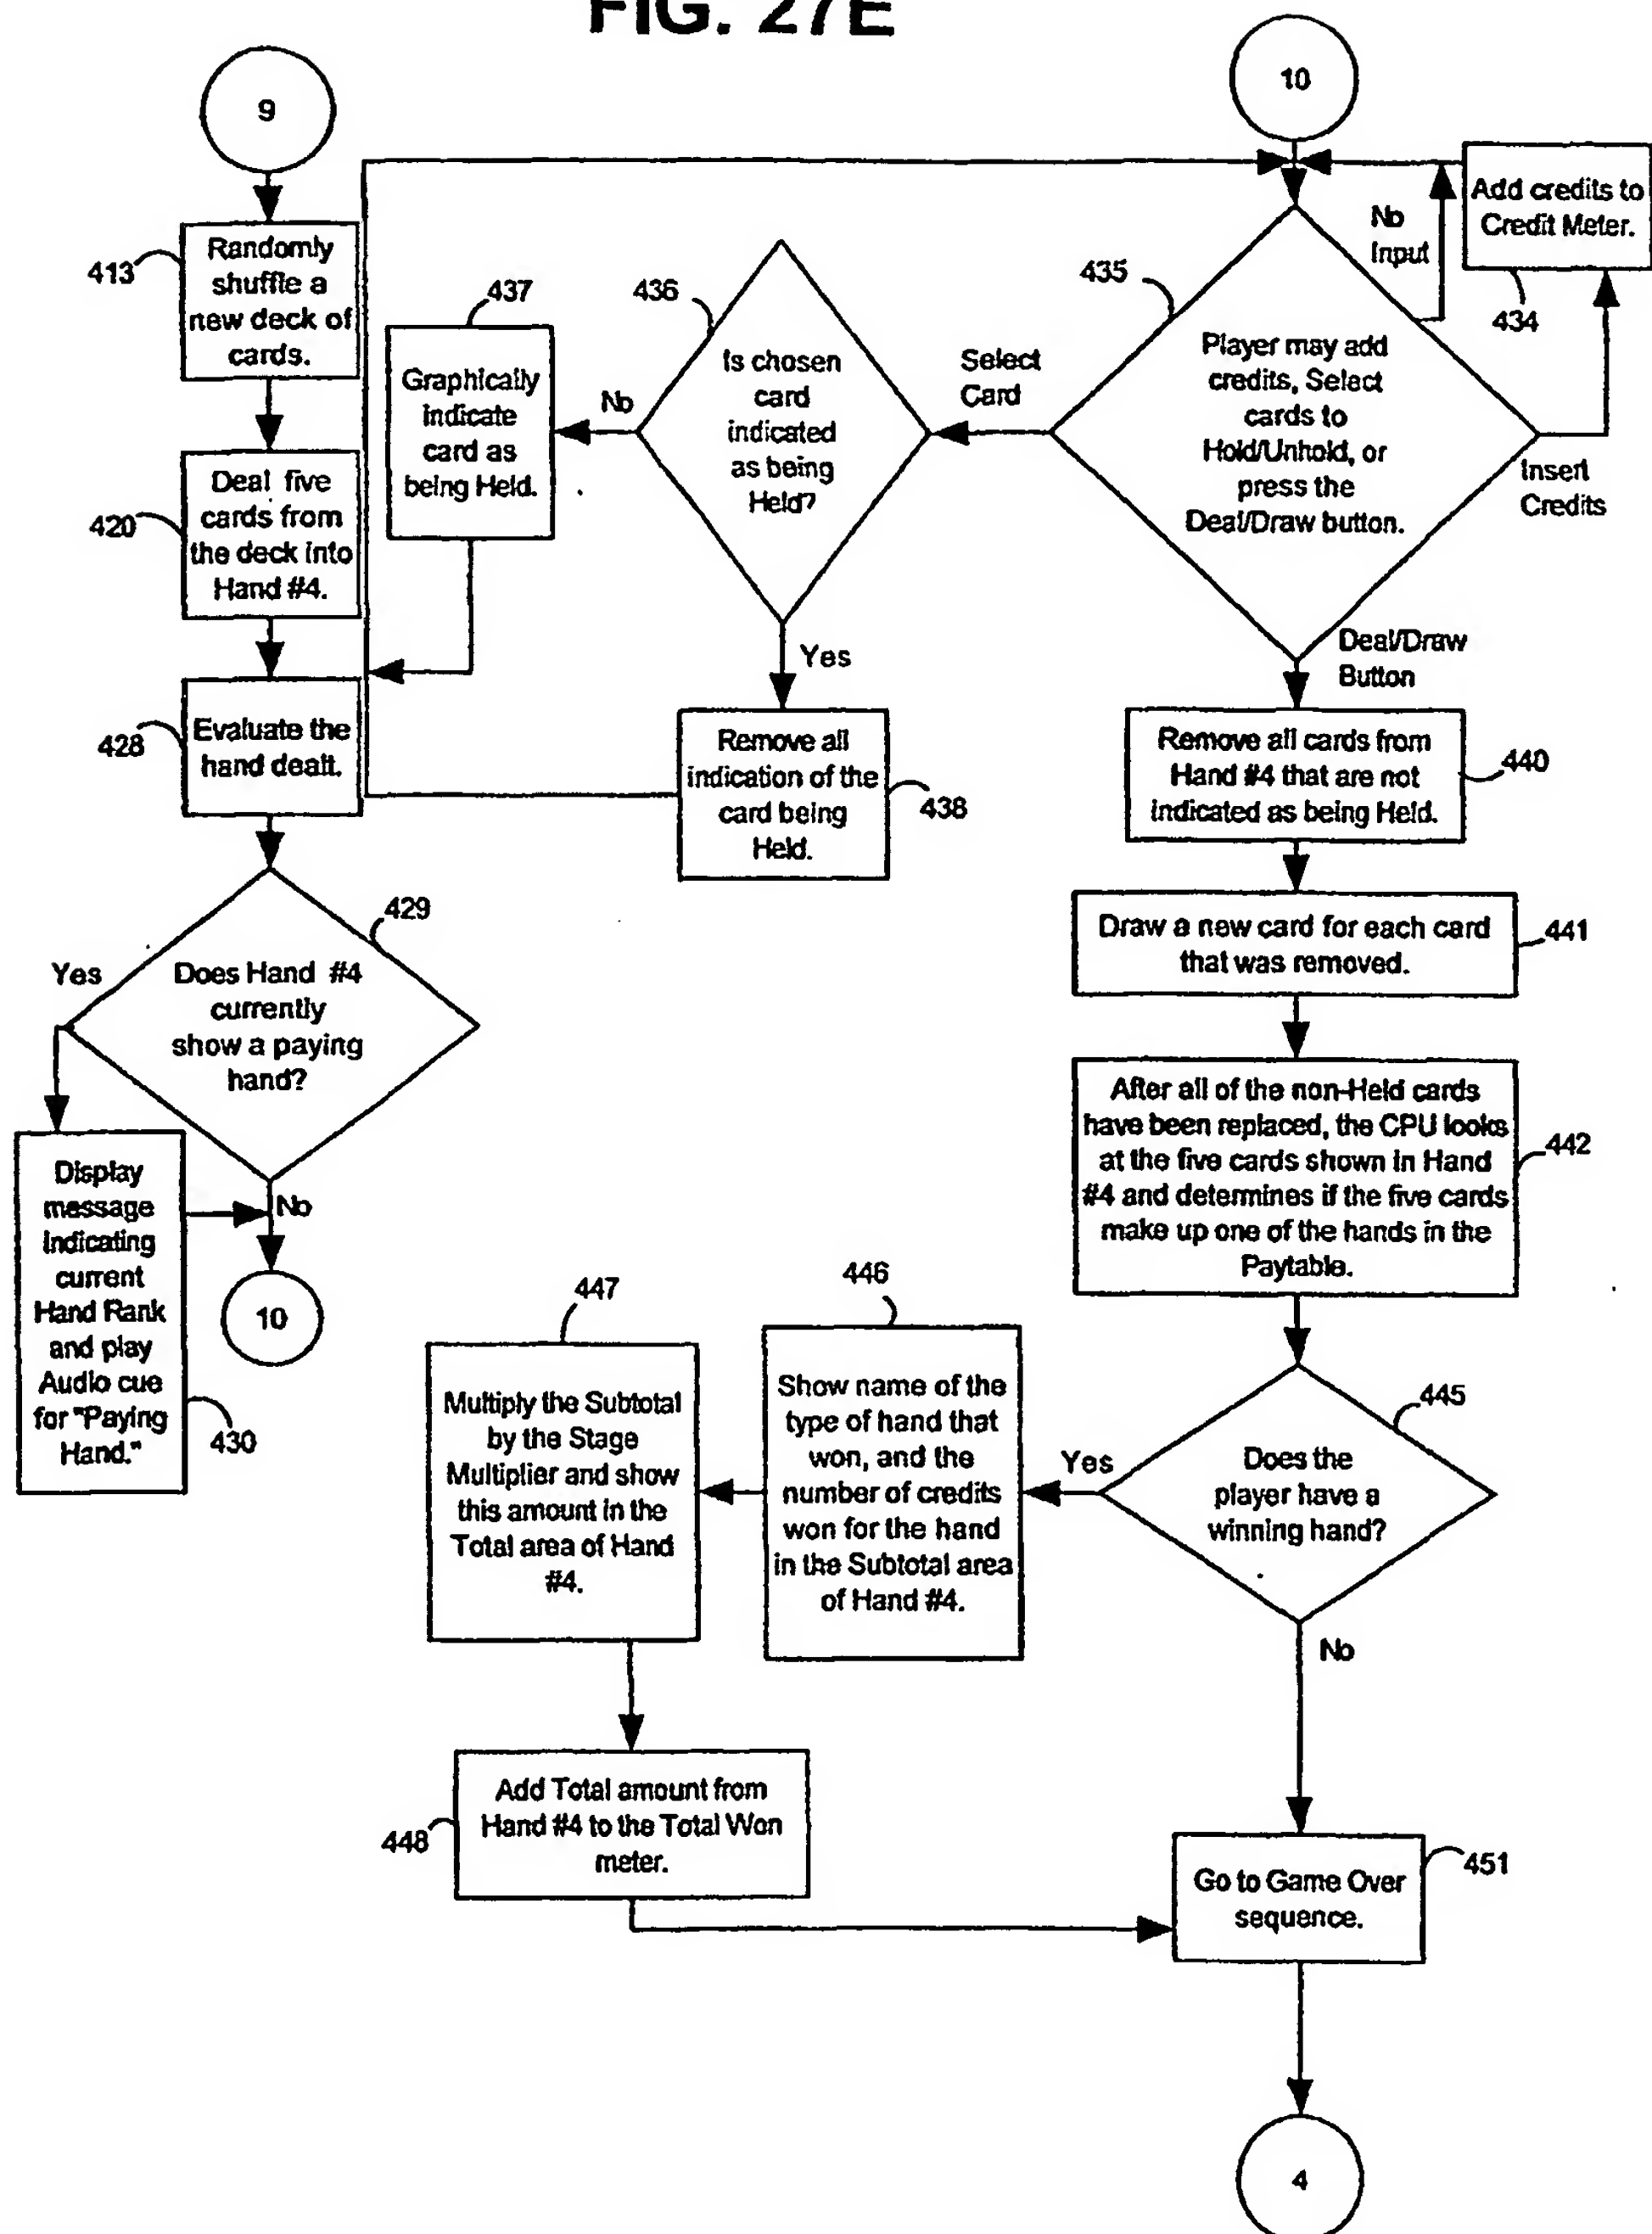 FIG. 27E
9
10
413
Randomly
shuffle a
new deck of
cards.
420
Deal five
cards from
the deck into
Hand #4.
428
Evaluate the
hand dealt.
429
Does Hand #4
currently
show a paying
hand?
Yes
No
Display
message
indicating
current
Hand Rank
and play
Audio cue
for "Paying
Hand."
430
10
437
Graphically
indicate
card as
being Held.
No
436
Is chosen
card
indicated
as being
Held?
Yes
Remove all
indication of the
card being
Held.
438
Select
Card
435
Player may add
credits, Select
cards to
Hold/Unhold, or
press the
Deal/Draw button.
No
Input
Add credits to
Credit Meter.
434
Insert
Credits
Deal/Draw
Button
Remove all cards from
Hand #4 that are not
indicated as being Held.
440
Draw a new card for each card
that was removed.
441
After all of the non-Held cards
have been replaced, the CPU looks
at the five cards shown in Hand
#4 and determines if the five cards
make up one of the hands in the
Paytable.
442
445
Does the
player have a
winning hand?
Yes
No
446
Show name of the
type of hand that
won, and the
number of credits
won for the hand
in the Subtotal area
of Hand #4.
447
Multiply the Subtotal
by the Stage
Multiplier and show
this amount in the
Total area of Hand
#4.
448
Add Total amount from
Hand #4 to the Total Won
meter.
451
Go to Game Over
sequence.
4